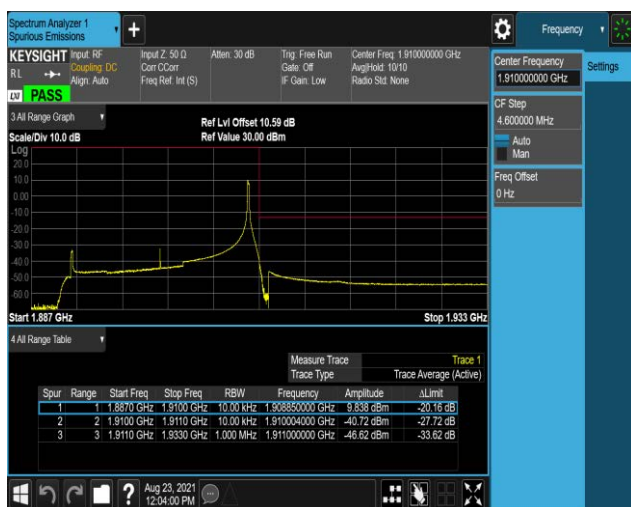 Spectrum Analyzer 1
Spurious Emissions
Frequency
KEYSIGHT Input: RF Input Z: 50 Ω Atten: 30 dB Trig: Free Run Center Freq: 1.910000000 GHz
RL Coupling: DC Corr CCorr Gate: Off Avg|Hold: 10/10
Align: Auto Freq Ref: Int (S) IF Gain: Low Radio Std: None
LXI PASS
Center Frequency
1.910000000 GHz
Settings
CF Step
4.600000 MHz
Auto
Man
Freq Offset
0 Hz
3 All Range Graph
Ref Lvl Offset 10.59 dB
Scale/Div 10.0 dB Ref Value 30.00 dBm
Log
20.0
10.0
0.00
-10.0
-20.0
-30.0
-40.0
-50.0
-60.0
Start 1.887 GHz Stop 1.933 GHz
4 All Range Table
Measure Trace Trace 1
Trace Type Trace Average (Active)
Spur Range Start Freq Stop Freq RBW Frequency Amplitude ΔLimit
1 1 1.8870 GHz 1.9100 GHz 10.00 kHz 1.908850000 GHz 9.838 dBm -20.16 dB
2 2 1.9100 GHz 1.9110 GHz 10.00 kHz 1.910004000 GHz -40.72 dBm -27.72 dB
3 3 1.9110 GHz 1.9330 GHz 1.000 MHz 1.911000000 GHz -46.62 dBm -33.62 dB
Aug 23, 2021
12:04:00 PM